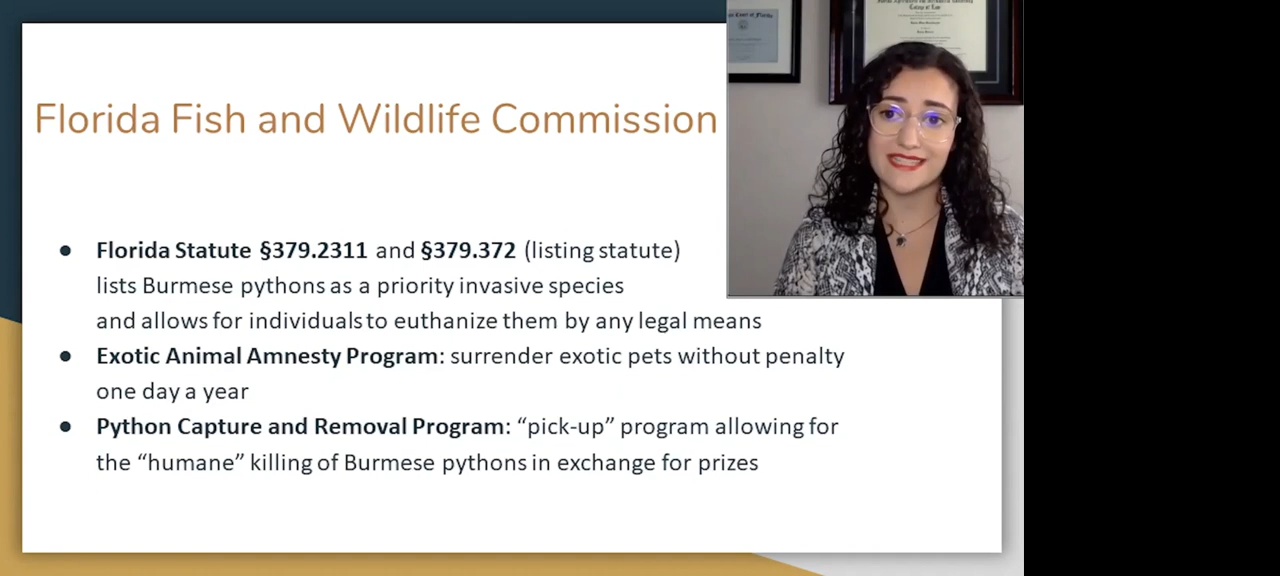 Florida Fish and Wildlife Commission
● Florida Statute §379.2311 and §379.372 (listing statute)
lists Burmese pythons as a priority invasive species
and allows for individuals to euthanize them by any legal means
● Exotic Animal Amnesty Program: surrender exotic pets without penalty
one day a year
● Python Capture and Removal Program: “pick-up” program allowing for
the “humane” killing of Burmese pythons in exchange for prizes
College of Law